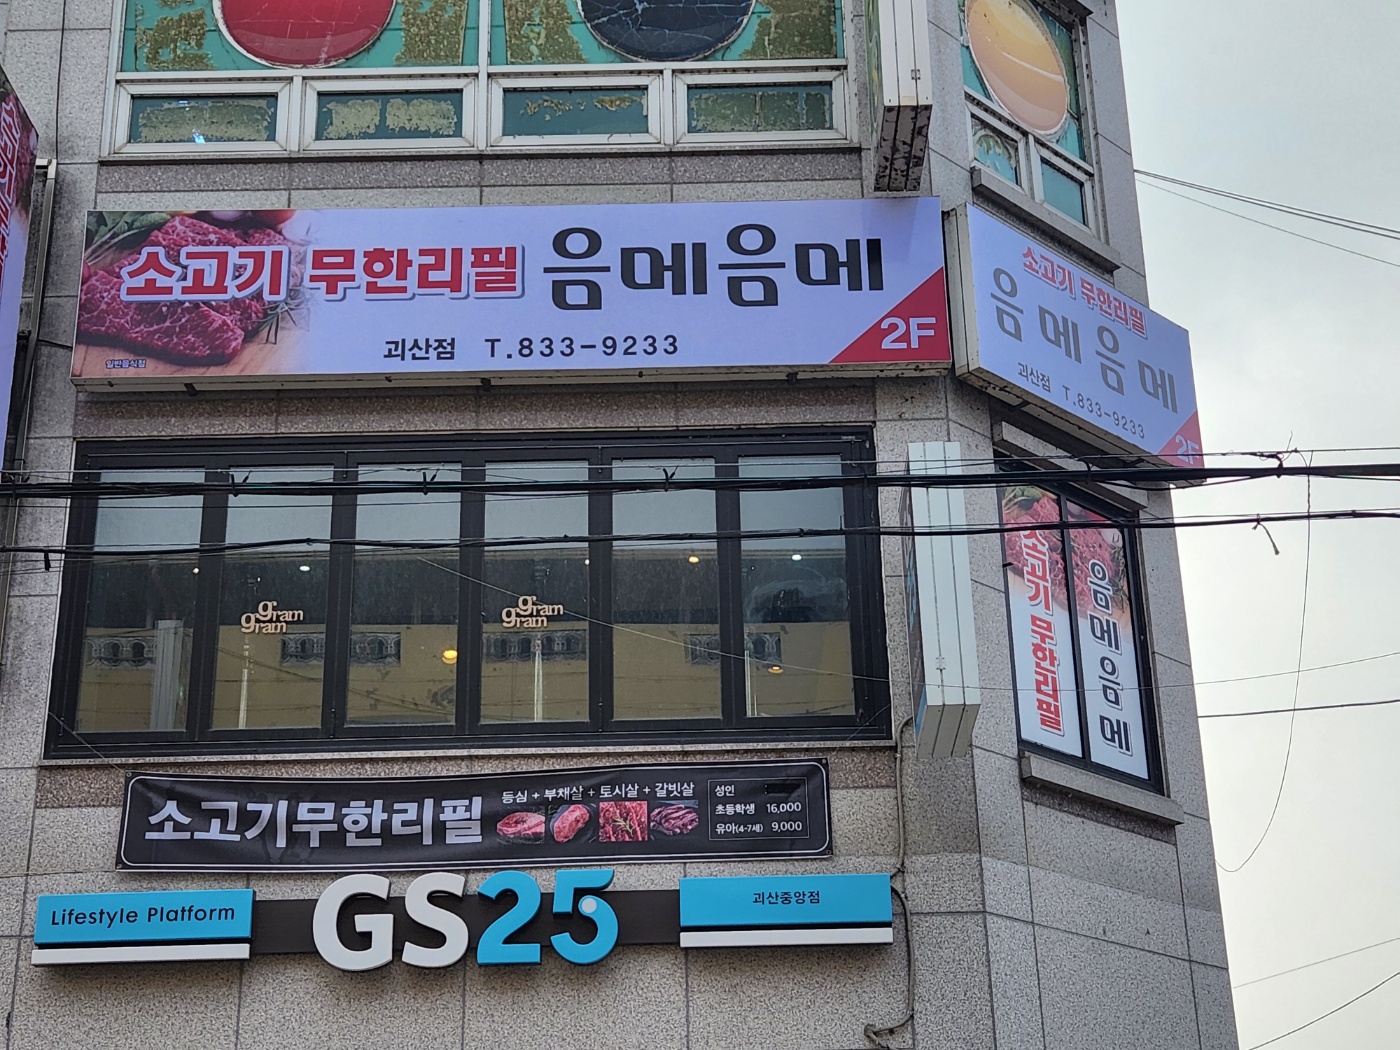 소고기 무한리필 음메음메
괴산점 T.833-9233
2F
일반음식점
소고기 무한리필
음메음메
괴산점 T.833-9233
2F
gram
gram
gram
gram
소고기 무한리필
음메음메
소고기무한리필
등심 + 부채살 + 토시살 + 갈빗살
성인
초등학생 16,000
유아(4-7세) 9,000
Lifestyle Platform
GS25
괴산중앙점